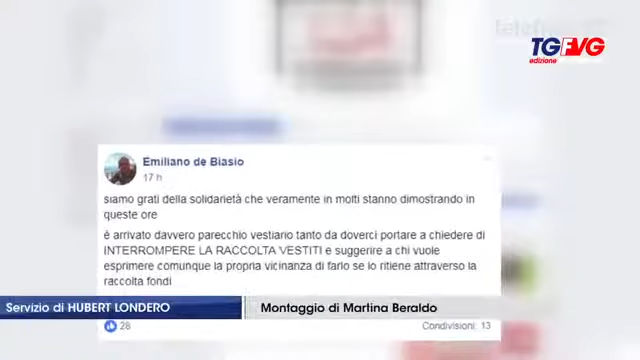 telefr
TGFVG
edizione
Emiliano de Biasio
17 h
siamo grati della solidarietà che veramente in molti stanno dimostrando in
queste ore
è arrivato davvero parecchio vestiario tanto da doverci portare a chiedere di
INTERROMPERE LA RACCOLTA VESTITI e suggerire a chi vuole
esprimere comunque la propria vicinanza di farlo se lo ritiene attraverso la
raccolta fondi
Servizio di HUBERT LONDERO
Montaggio di Martina Beraldo
28
Condivisioni: 13